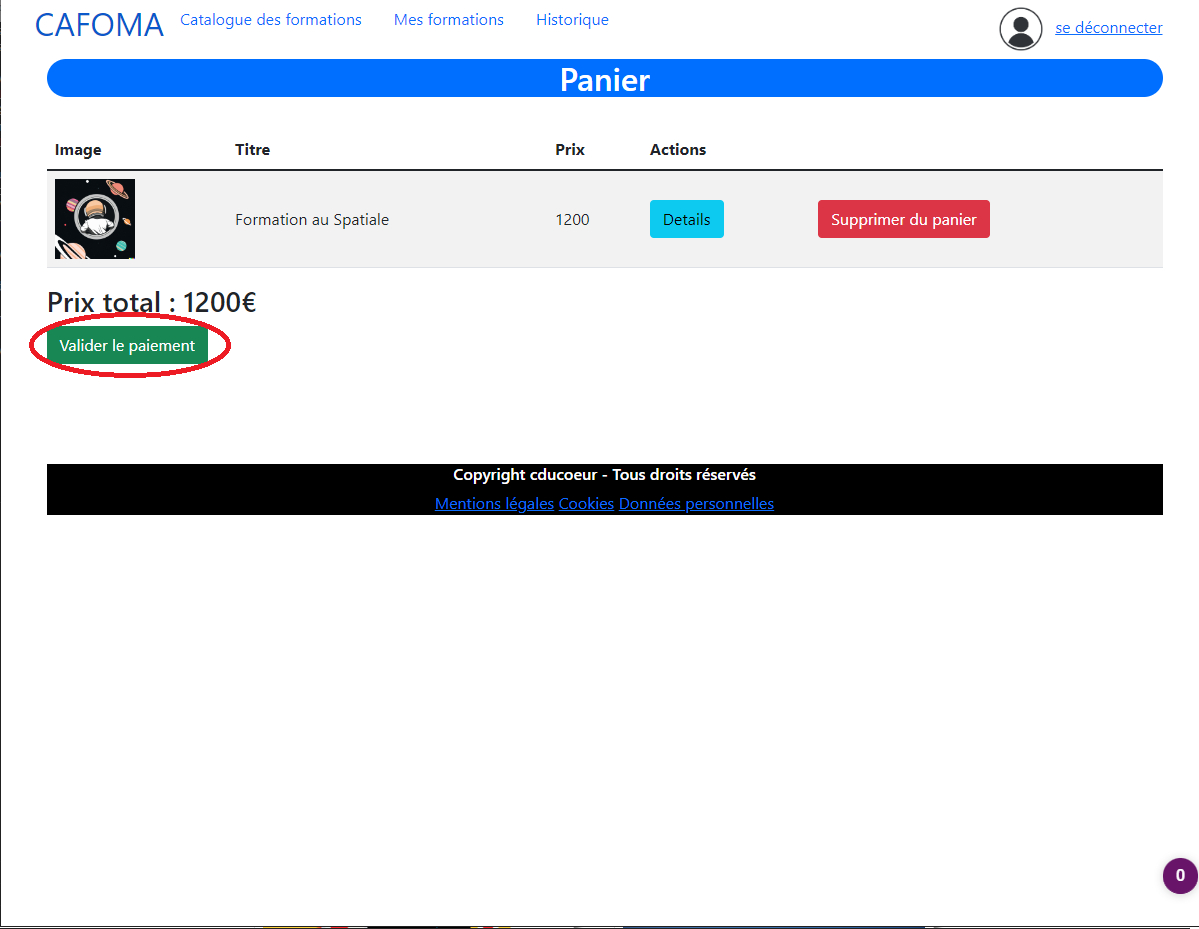 CAFOMA Catalogue des formations Mes formations Historique se déconnecter
Panier
Image Titre Prix Actions
Formation au Spatiale 1200 Details Supprimer du panier
Prix total : 1200€
Valider le paiement
Copyright cducoeur - Tous droits réservés
Mentions légales Cookies Données personnelles
0